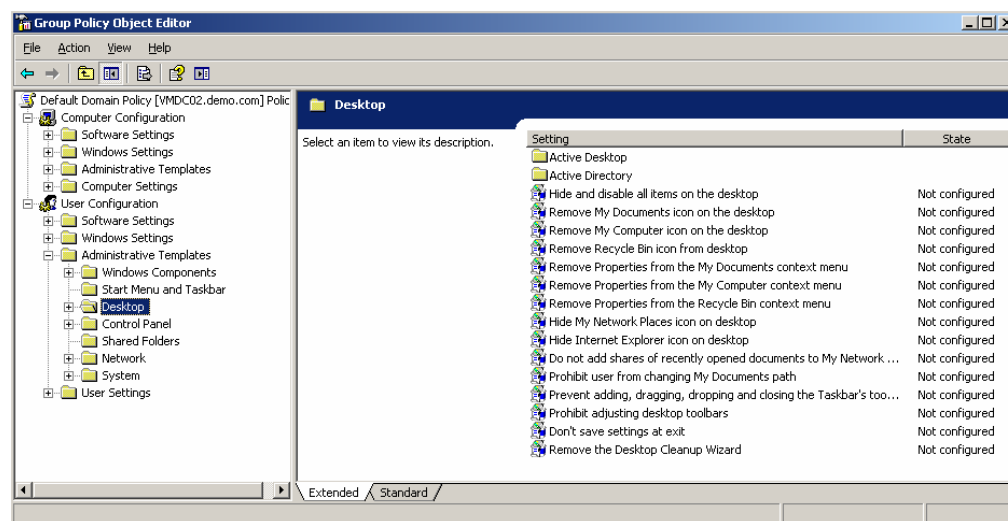 Group Policy Object Editor
File Action View Help
Default Domain Policy [VMDC02.demo.com] Polic
Computer Configuration
Software Settings
Windows Settings
Administrative Templates
Computer Settings
User Configuration
Software Settings
Windows Settings
Administrative Templates
Windows Components
Start Menu and Taskbar
Desktop
Control Panel
Shared Folders
Network
System
User Settings
Desktop
Select an item to view its description.
Setting State
Active Desktop
Active Directory
Hide and disable all items on the desktop Not configured
Remove My Documents icon on the desktop Not configured
Remove My Computer icon on the desktop Not configured
Remove Recycle Bin icon from desktop Not configured
Remove Properties from the My Documents context menu Not configured
Remove Properties from the My Computer context menu Not configured
Remove Properties from the Recycle Bin context menu Not configured
Hide My Network Places icon on desktop Not configured
Hide Internet Explorer icon on desktop Not configured
Do not add shares of recently opened documents to My Network ... Not configured
Prohibit user from changing My Documents path Not configured
Prevent adding, dragging, dropping and closing the Taskbar's too... Not configured
Prohibit adjusting desktop toolbars Not configured
Don't save settings at exit Not configured
Remove the Desktop Cleanup Wizard Not configured
Extended Standard